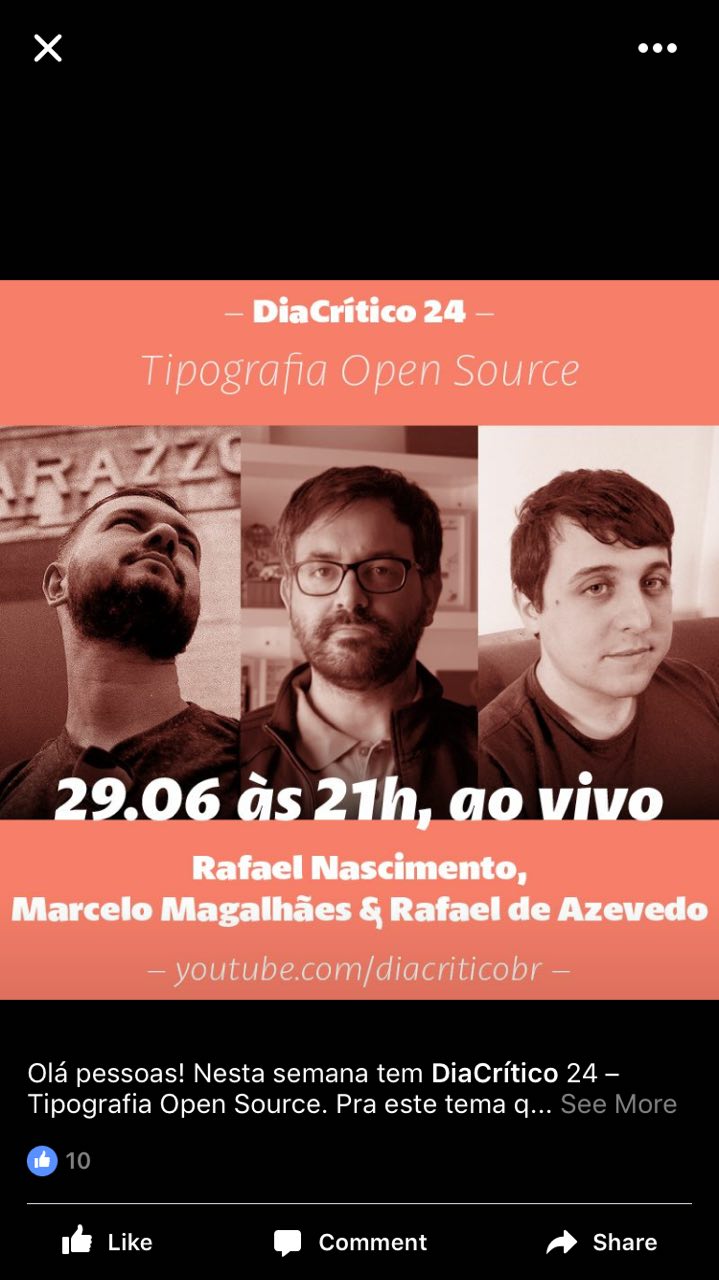 – DiaCrítico 24 –
Tipografia Open Source
ARAZZO
29.06 às 21h, ao vivo
Rafael Nascimento,
Marcelo Magalhães & Rafael de Azevedo
– youtube.com/diacriticobr –
Olá pessoas! Nesta semana tem DiaCrítico 24 –
Tipografia Open Source. Pra este tema q... See More
10
Like Comment Share